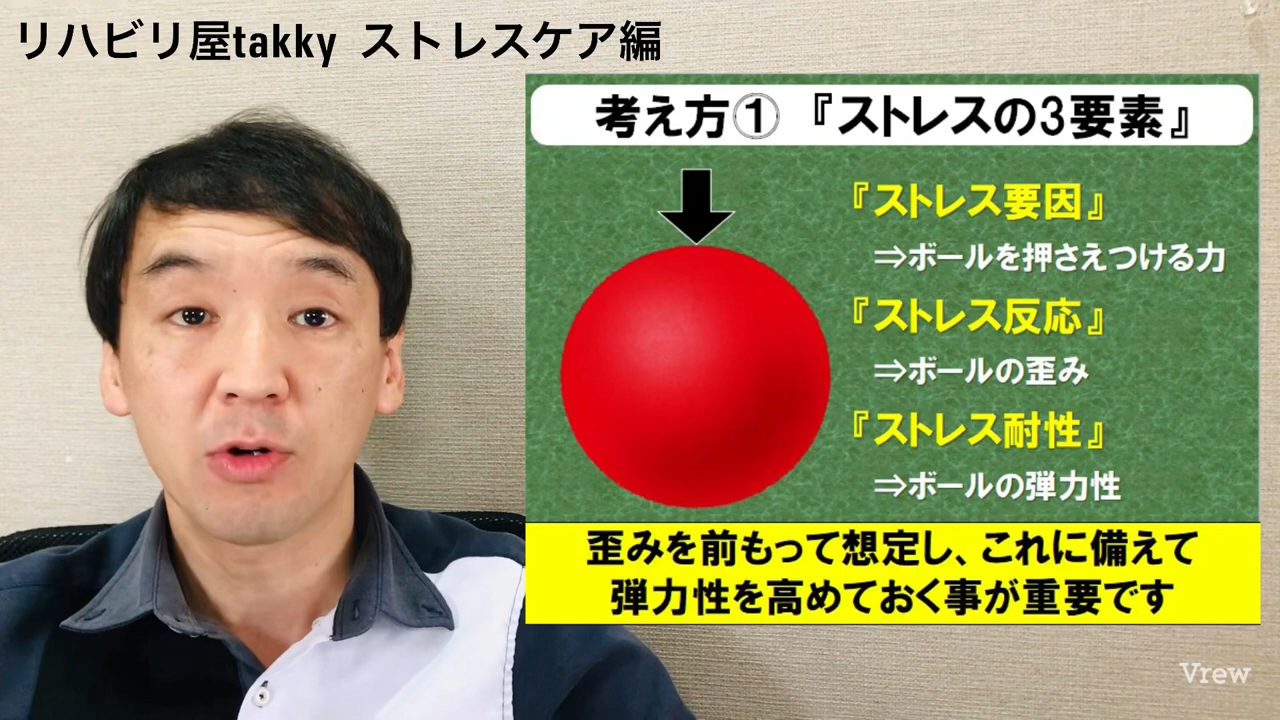 リハビリ屋takky ストレスケア編
考え方① 『ストレスの3要素』
『ストレス要因』
⇒ボールを押さえつける力
『ストレス反応』
⇒ボールの歪み
『ストレス耐性』
⇒ボールの弾力性
歪みを前もって想定し、これに備えて
弾力性を高めておく事が重要です
Vrew